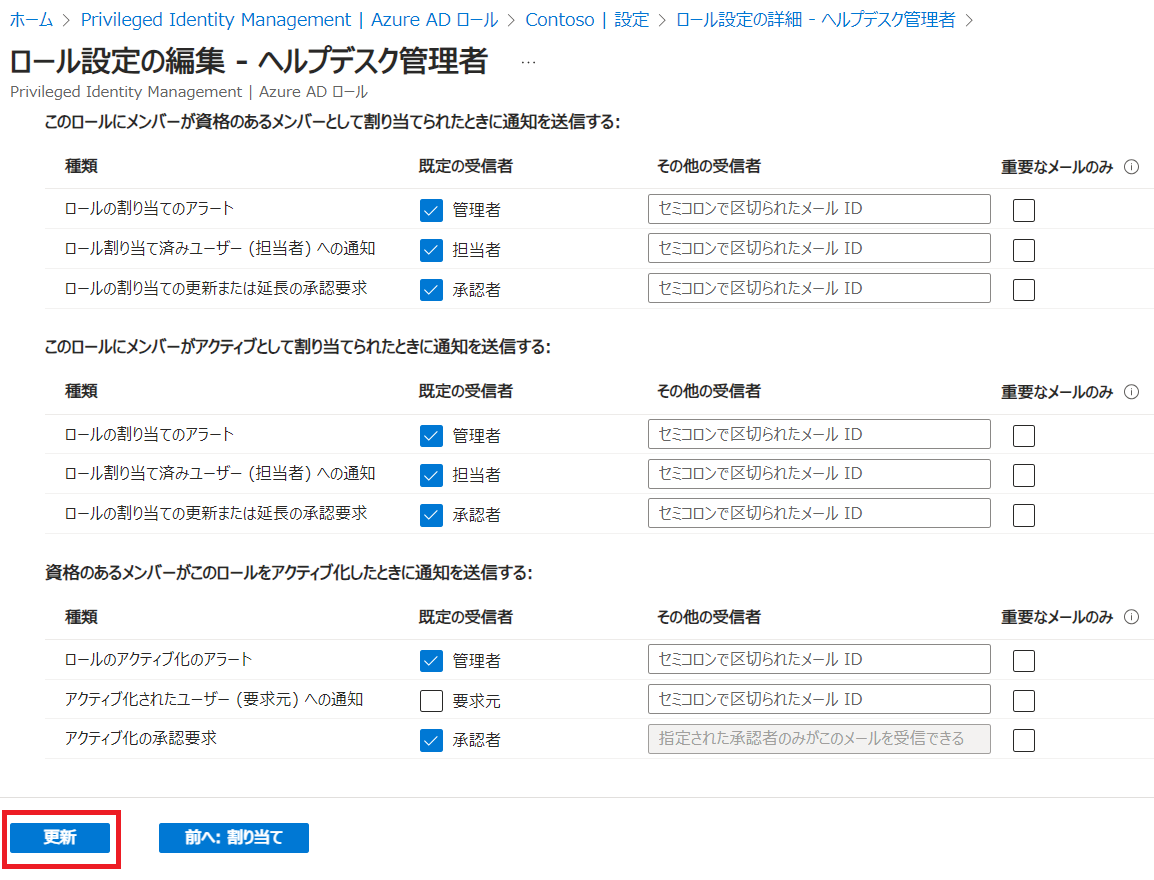 ホーム > Privileged Identity Management | Azure AD ロール > Contoso | 設定 > ロール設定の詳細 - ヘルプデスク管理者 >
ロール設定の編集 - ヘルプデスク管理者 ...
Privileged Identity Management | Azure AD ロール
このロールにメンバーが資格のあるメンバーとして割り当てられたときに通知を送信する:
種類 既定の受信者 その他の受信者 重要なメールのみ
ロールの割り当てのアラート 管理者 セミコロンで区切られたメール ID
ロール割り当て済みユーザー (担当者) への通知 担当者 セミコロンで区切られたメール ID
ロールの割り当ての更新または延長の承認要求 承認者 セミコロンで区切られたメール ID
このロールにメンバーがアクティブとして割り当てられたときに通知を送信する:
種類 既定の受信者 その他の受信者 重要なメールのみ
ロールの割り当てのアラート 管理者 セミコロンで区切られたメール ID
ロール割り当て済みユーザー (担当者) への通知 担当者 セミコロンで区切られたメール ID
ロールの割り当ての更新または延長の承認要求 承認者 セミコロンで区切られたメール ID
資格のあるメンバーがこのロールをアクティブ化したときに通知を送信する:
種類 既定の受信者 その他の受信者 重要なメールのみ
ロールのアクティブ化のアラート 管理者 セミコロンで区切られたメール ID
アクティブ化されたユーザー (要求元) への通知 要求元 セミコロンで区切られたメール ID
アクティブ化の承認要求 承認者 指定された承認者のみがこのメールを受信できる
更新 前へ: 割り当て